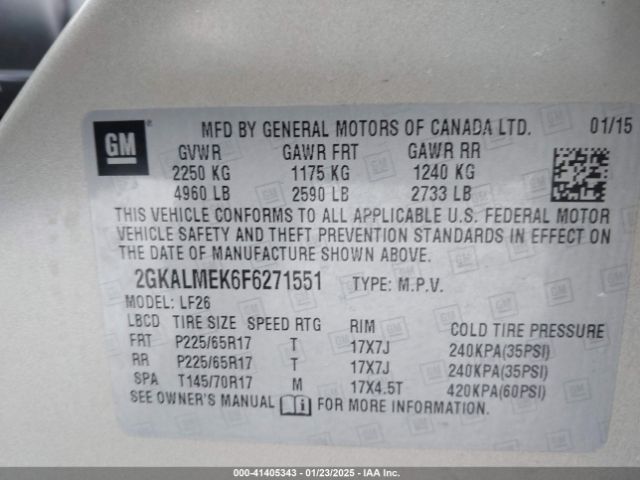 GM
MFD BY GENERAL MOTORS OF CANADA LTD. 01/15
GVWR GAWR FRT GAWR RR
2250 KG 1175 KG 1240 KG
4960 LB 2590 LB 2733 LB
THIS VEHICLE CONFORMS TO ALL APPLICABLE U.S. FEDERAL MOTOR
VEHICLE SAFETY AND THEFT PREVENTION STANDARDS IN EFFECT ON
THE DATE OF MANUFACTURE SHOWN ABOVE.
2GKALMEK6F6271551 TYPE: M.P.V.
MODEL: LF26
LBCD TIRE SIZE SPEED RTG RIM COLD TIRE PRESSURE
FRT P225/65R17 T 17X7J 240KPA(35PSI)
RR P225/65R17 T 17X7J 240KPA(35PSI)
SPA T145/70R17 M 17X4.5T 420KPA(60PSI)
SEE OWNER'S MANUAL FOR MORE INFORMATION.
000-41405343 - 01/23/2025 - IAA Inc.